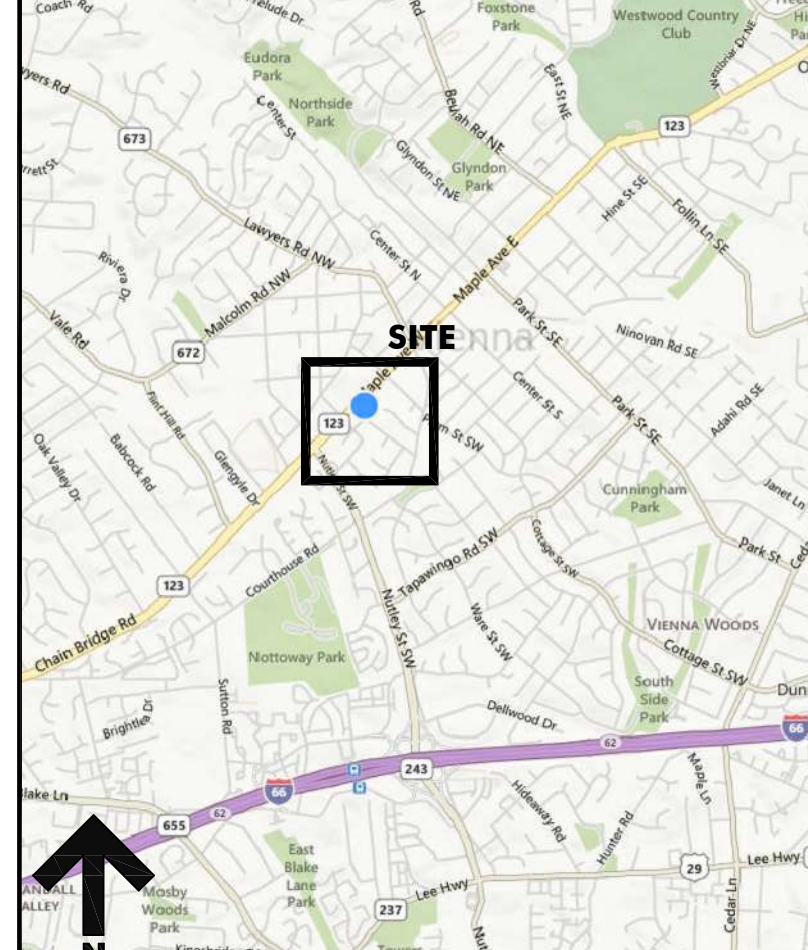 Coach Rd
Foxstone
Park
Westwood Country
Club
Eudora
Park
Northside
Park
Center St
East St NE
Westbriar Dr NE
123
Beulah Rd NE
673
Glyndon St NE
Glyndon
Park
Hine St SE
Follin Ln SE
Lawyers Rd NW
Center St N
Maple Ave E
Riviera Dr
Malcolm Rd NW
Park St SE
Vale Rd
SITE
Ninovan Rd SE
672
Flint Hill Rd
123
Center St S
Park St SE
Adahi Rd SE
Oak Valley Dr
Babcock Rd
Glengyle Dr
Nutley St SW
Cunningham
Park
Janet Ln
Cottage St SW
Park St
Courthouse Rd
Tapawingo Rd SW
123
Chain Bridge Rd
Nottoway Park
Nutley St SW
Ware St SW
VIENNA WOODS
Cottage St SW
South
Side
Park
Sutton Rd
Brightlea Dr
Dellwood Dr
62
66
243
66
62
655
Hideaway Rd
Hunter Rd
Maple Ln
East
Blake
Lane
Park
Mosby
Woods
Park
Lee Hwy
29
Lee Hwy
237
Cedar Ln
N